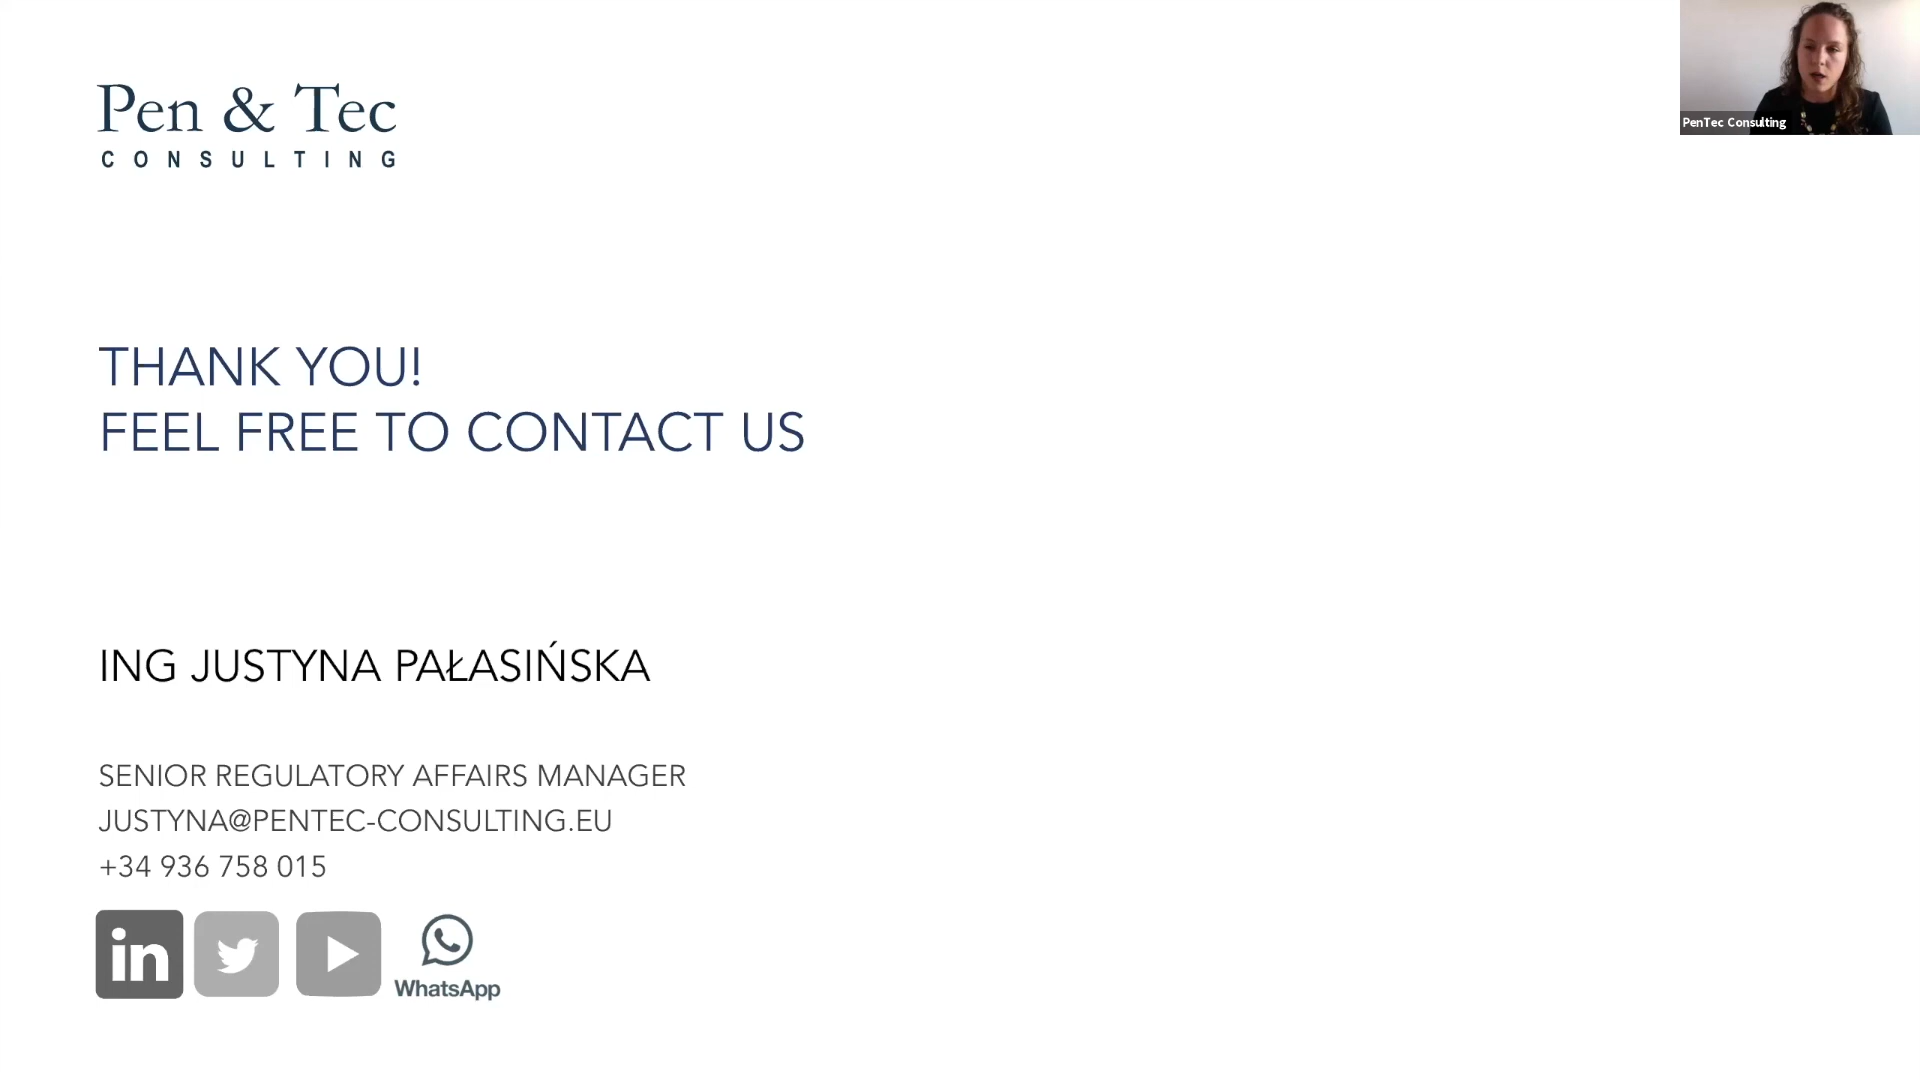 Pen & Tec
CONSULTING
PenTec Consulting
THANK YOU!
FEEL FREE TO CONTACT US
ING JUSTYNA PAŁASIŃSKA
SENIOR REGULATORY AFFAIRS MANAGER
JUSTYNA@PENTEC-CONSULTING.EU
+34 936 758 015
in
WhatsApp